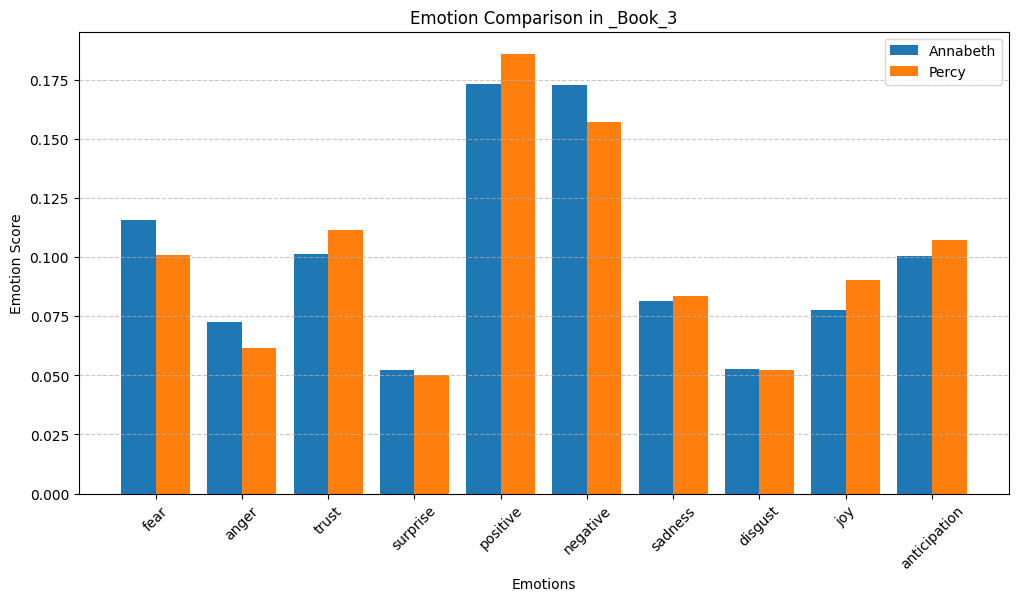 Emotion Comparison in _Book_3
Annabeth
Percy
Emotion Score
0.175
0.150
0.125
0.100
0.075
0.050
0.025
0.000
fear
anger
trust
surprise
positive
negative
sadness
disgust
joy
anticipation
Emotions